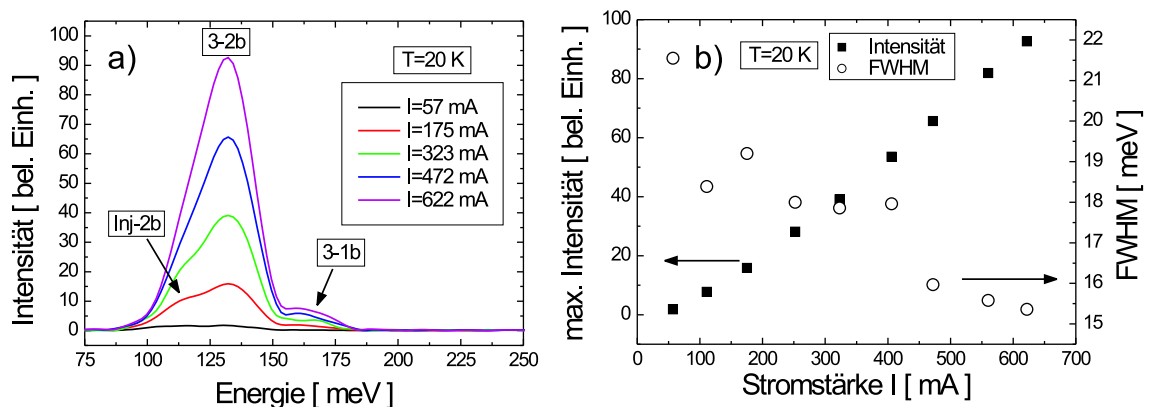 a)
3-2b
T=20 K
I=57 mA
I=175 mA
I=323 mA
I=472 mA
I=622 mA
Inj-2b
3-1b
Intensität [ bel. Einh. ]
100
90
80
70
60
50
40
30
20
10
0
75 100 125 150 175 200 225 250
Energie [ meV ]
b)
T=20 K
Intensität
FWHM
max. Intensität [ bel. Einh. ]
100
80
60
40
20
0
22
21
20
19
18
17
16
15
FWHM [ meV ]
0 100 200 300 400 500 600 700
Stromstärke I [ mA ]